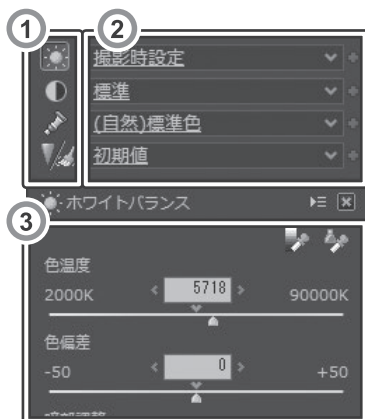 1
2
撮影時設定
標準
(自然)標準色
初期値
ホワイトバランス
3
色温度
2000K 5718 90000K
色偏差
-50 0 +50